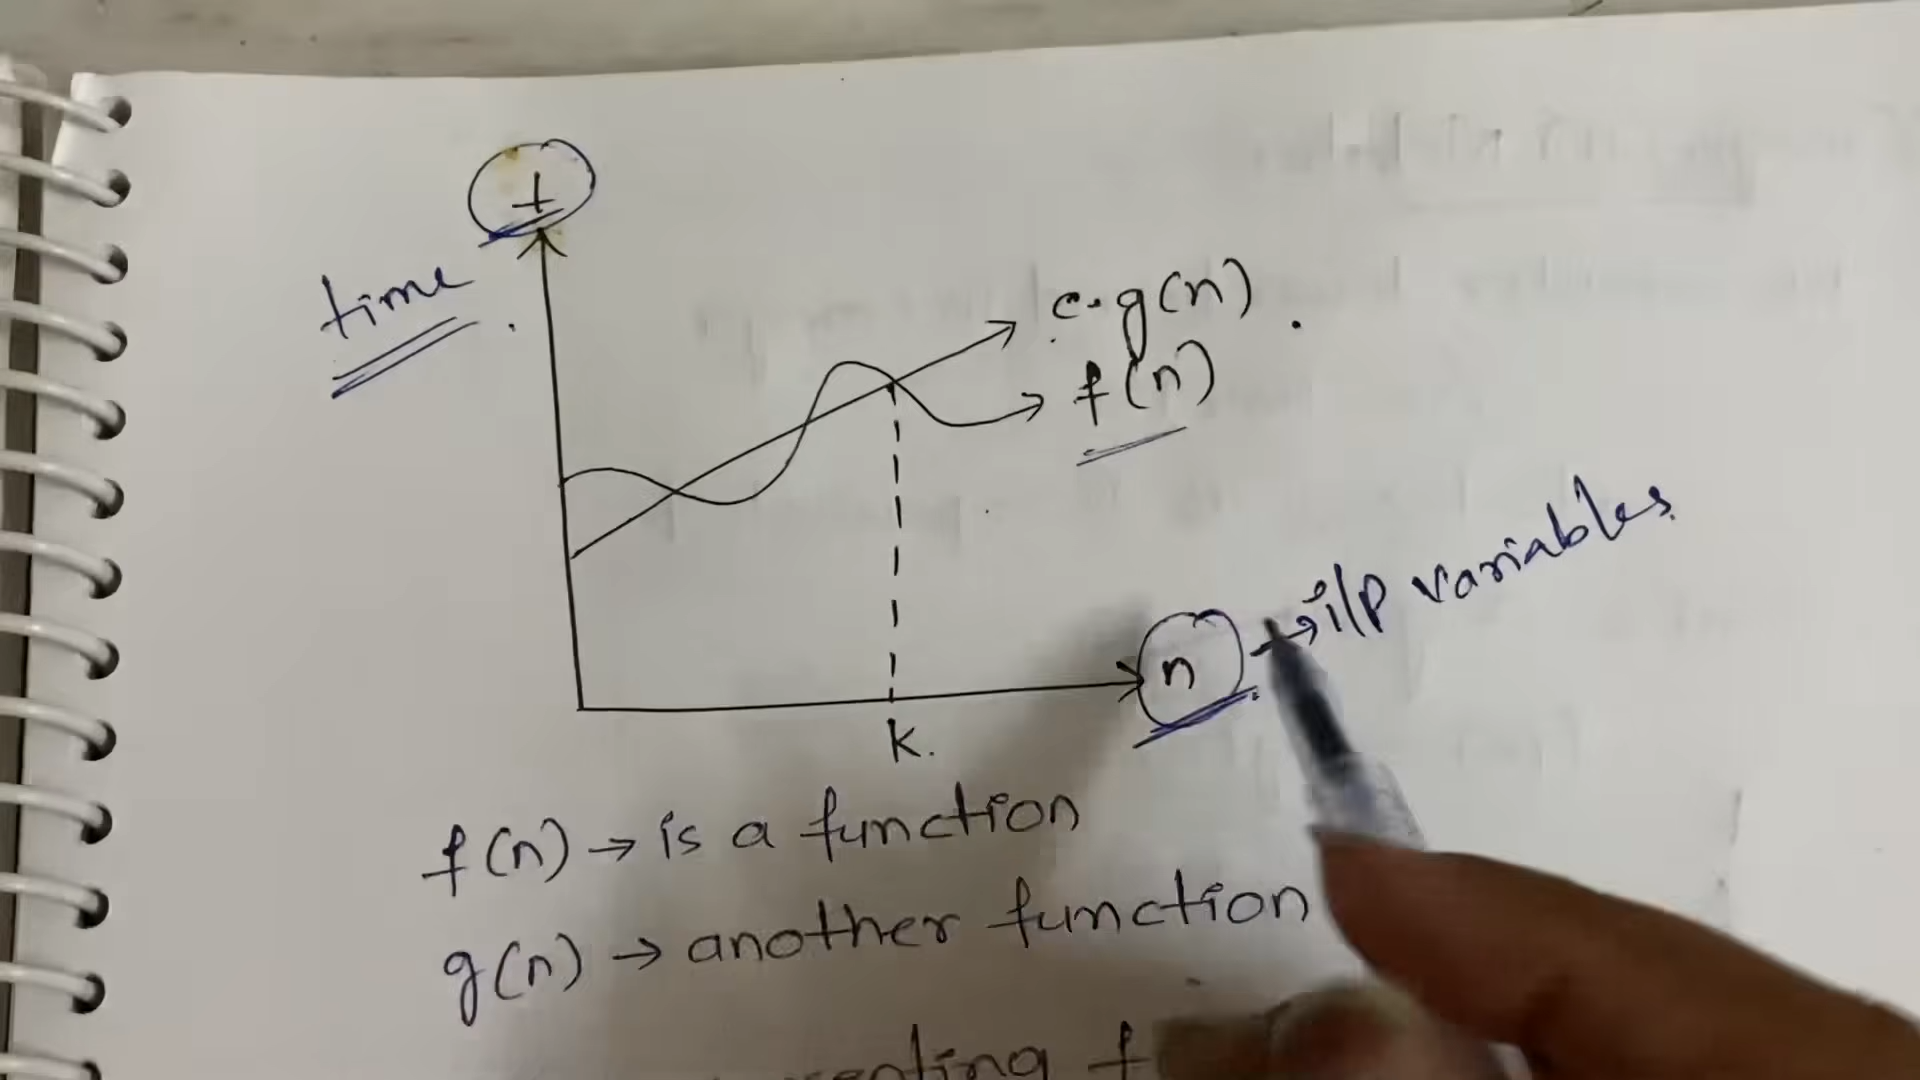 t
time
c.g(n)
f(n)
i/p variables
n
k.
f(n) → is a function
g(n) → another function